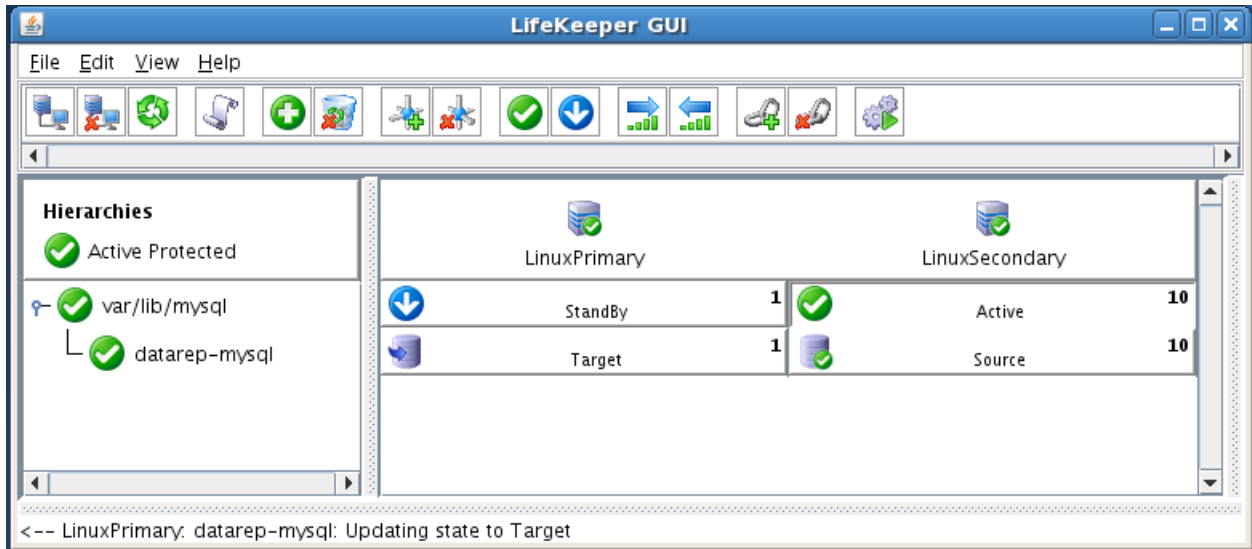 LifeKeeper GUI
File Edit View Help
Hierarchies
Active Protected
LinuxPrimary LinuxSecondary
var/lib/mysql StandBy 1 Active 10
datarep-mysql Target 1 Source 10
<-- LinuxPrimary: datarep-mysql: Updating state to Target